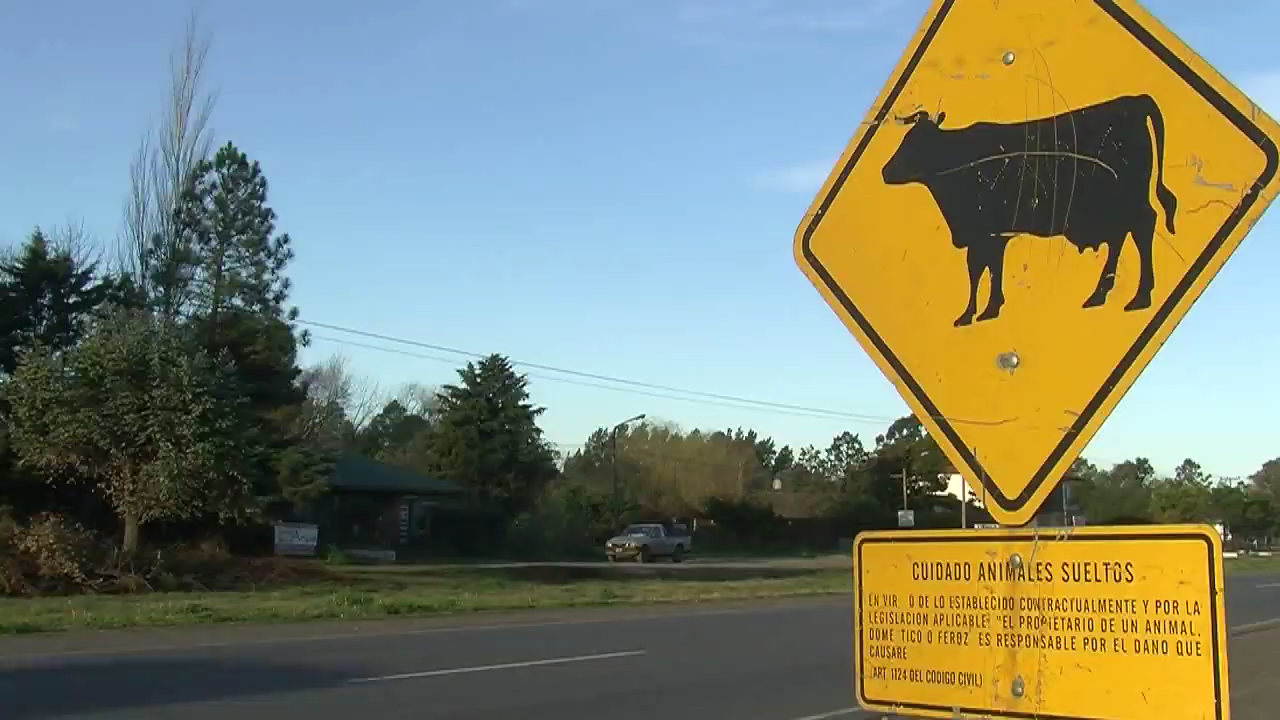 CUIDADO ANIMALES SUELTOS
EN VIR O DE LO ESTABLECIDO CONTRACTUALMENTE Y POR LA
LEGISLACION APLICABLE: "EL PROPIETARIO DE UN ANIMAL,
DOME TICO O FEROZ" ES RESPONSABLE POR EL DANO QUE
CAUSARE
(ART 1124 DEL CODIGO CIVIL)